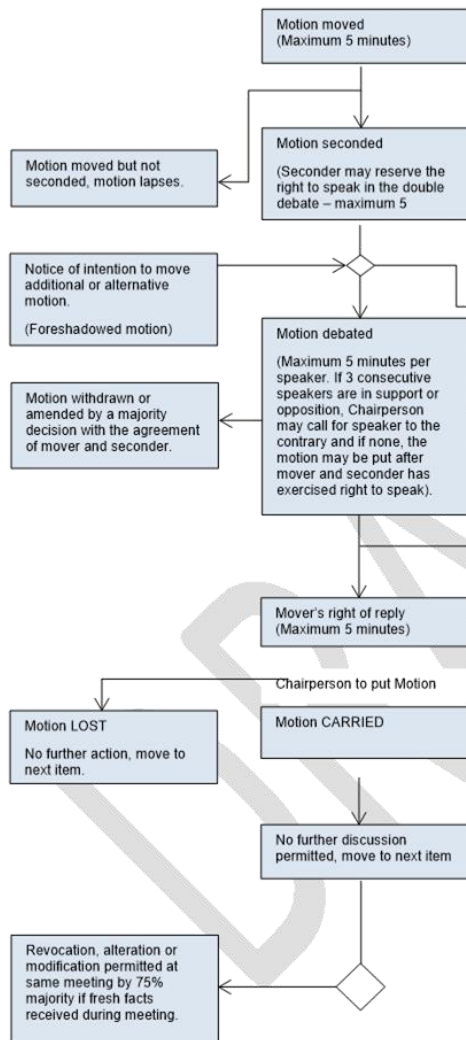 Motion moved
(Maximum 5 minutes)
Motion moved but not
seconded, motion lapses.
Motion seconded
(Seconder may reserve the
right to speak in the double
debate – maximum 5
Notice of intention to move
additional or alternative
motion.
(Foreshadowed motion)
Motion debated
(Maximum 5 minutes per
speaker. If 3 consecutive
speakers are in support or
opposition, Chairperson
may call for speaker to the
contrary and if none, the
motion may be put after
mover and seconder has
exercised right to speak).
Motion withdrawn or
amended by a majority
decision with the agreement
of mover and seconder.
Mover's right of reply
(Maximum 5 minutes)
Chairperson to put Motion
Motion LOST
No further action, move to
next item.
Motion CARRIED
No further discussion
permitted, move to next item
Revocation, alteration or
modification permitted at
same meeting by 75%
majority if fresh facts
received during meeting.